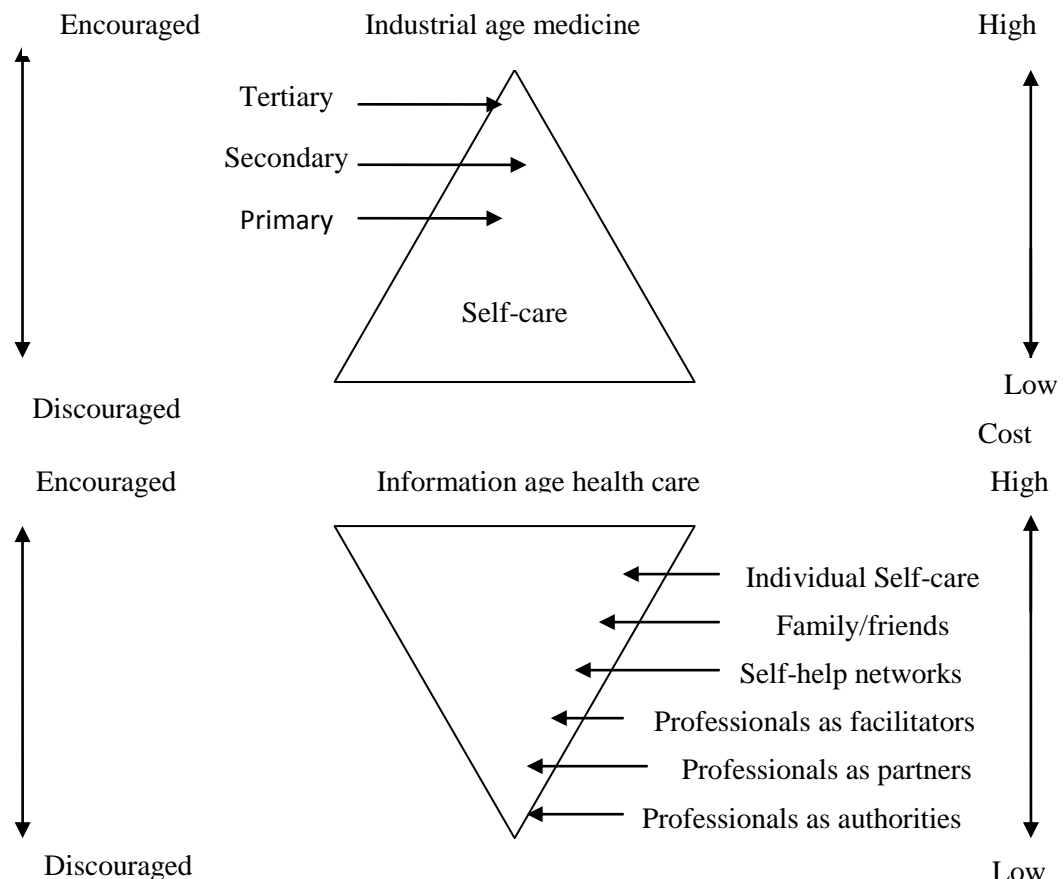 Encouraged Industrial age medicine High
Tertiary
Secondary
Primary
Self-care
Low
Discouraged
Cost
Encouraged Information age health care High
Individual Self-care
Family/friends
Self-help networks
Professionals as facilitators
Professionals as partners
Professionals as authorities
Discouraged Low